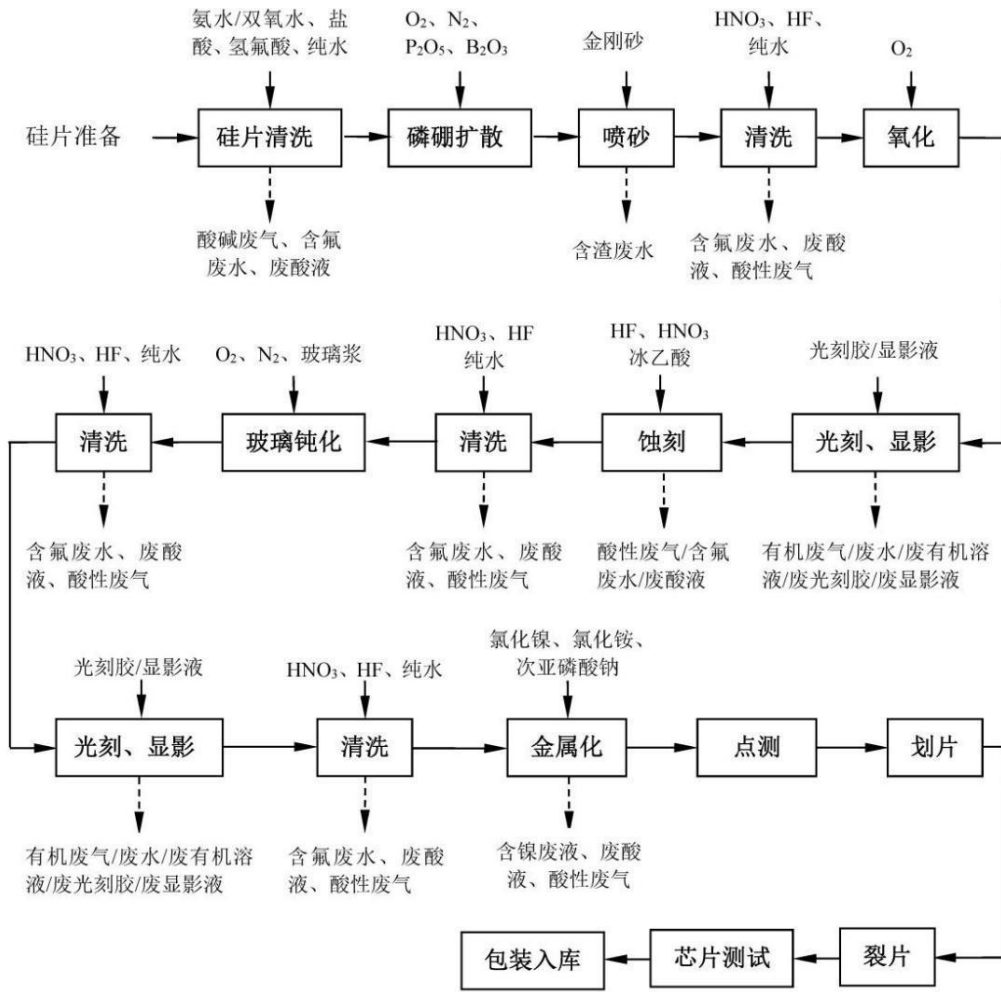 氨水/双氧水、盐
酸、氢氟酸、纯水
O₂、N₂、
P₂O₅、B₂O₃
金刚砂
HNO₃、HF、
纯水
O₂
硅片准备
硅片清洗
磷硼扩散
喷砂
清洗
氧化
酸碱废气、含氟
废水、废酸液
含渣废水
含氟废水、废酸
液、酸性废气
HNO₃、HF、纯水
O₂、N₂、玻璃浆
HNO₃、HF
纯水
HF、HNO₃
冰乙酸
光刻胶/显影液
清洗
玻璃钝化
清洗
蚀刻
光刻、显影
含氟废水、废酸
液、酸性废气
含氟废水、废酸
液、酸性废气
酸性废气/含氟
废水/废酸液
有机废气/废水/废有机溶
液/废光刻胶/废显影液
光刻胶/显影液
HNO₃、HF、纯水
氯化镍、氯化铵、
次亚磷酸钠
光刻、显影
清洗
金属化
点测
划片
有机废气/废水/废有机溶
液/废光刻胶/废显影液
含氟废水、废酸
液、酸性废气
含镍废液、废酸
液、酸性废气
包装入库
芯片测试
裂片